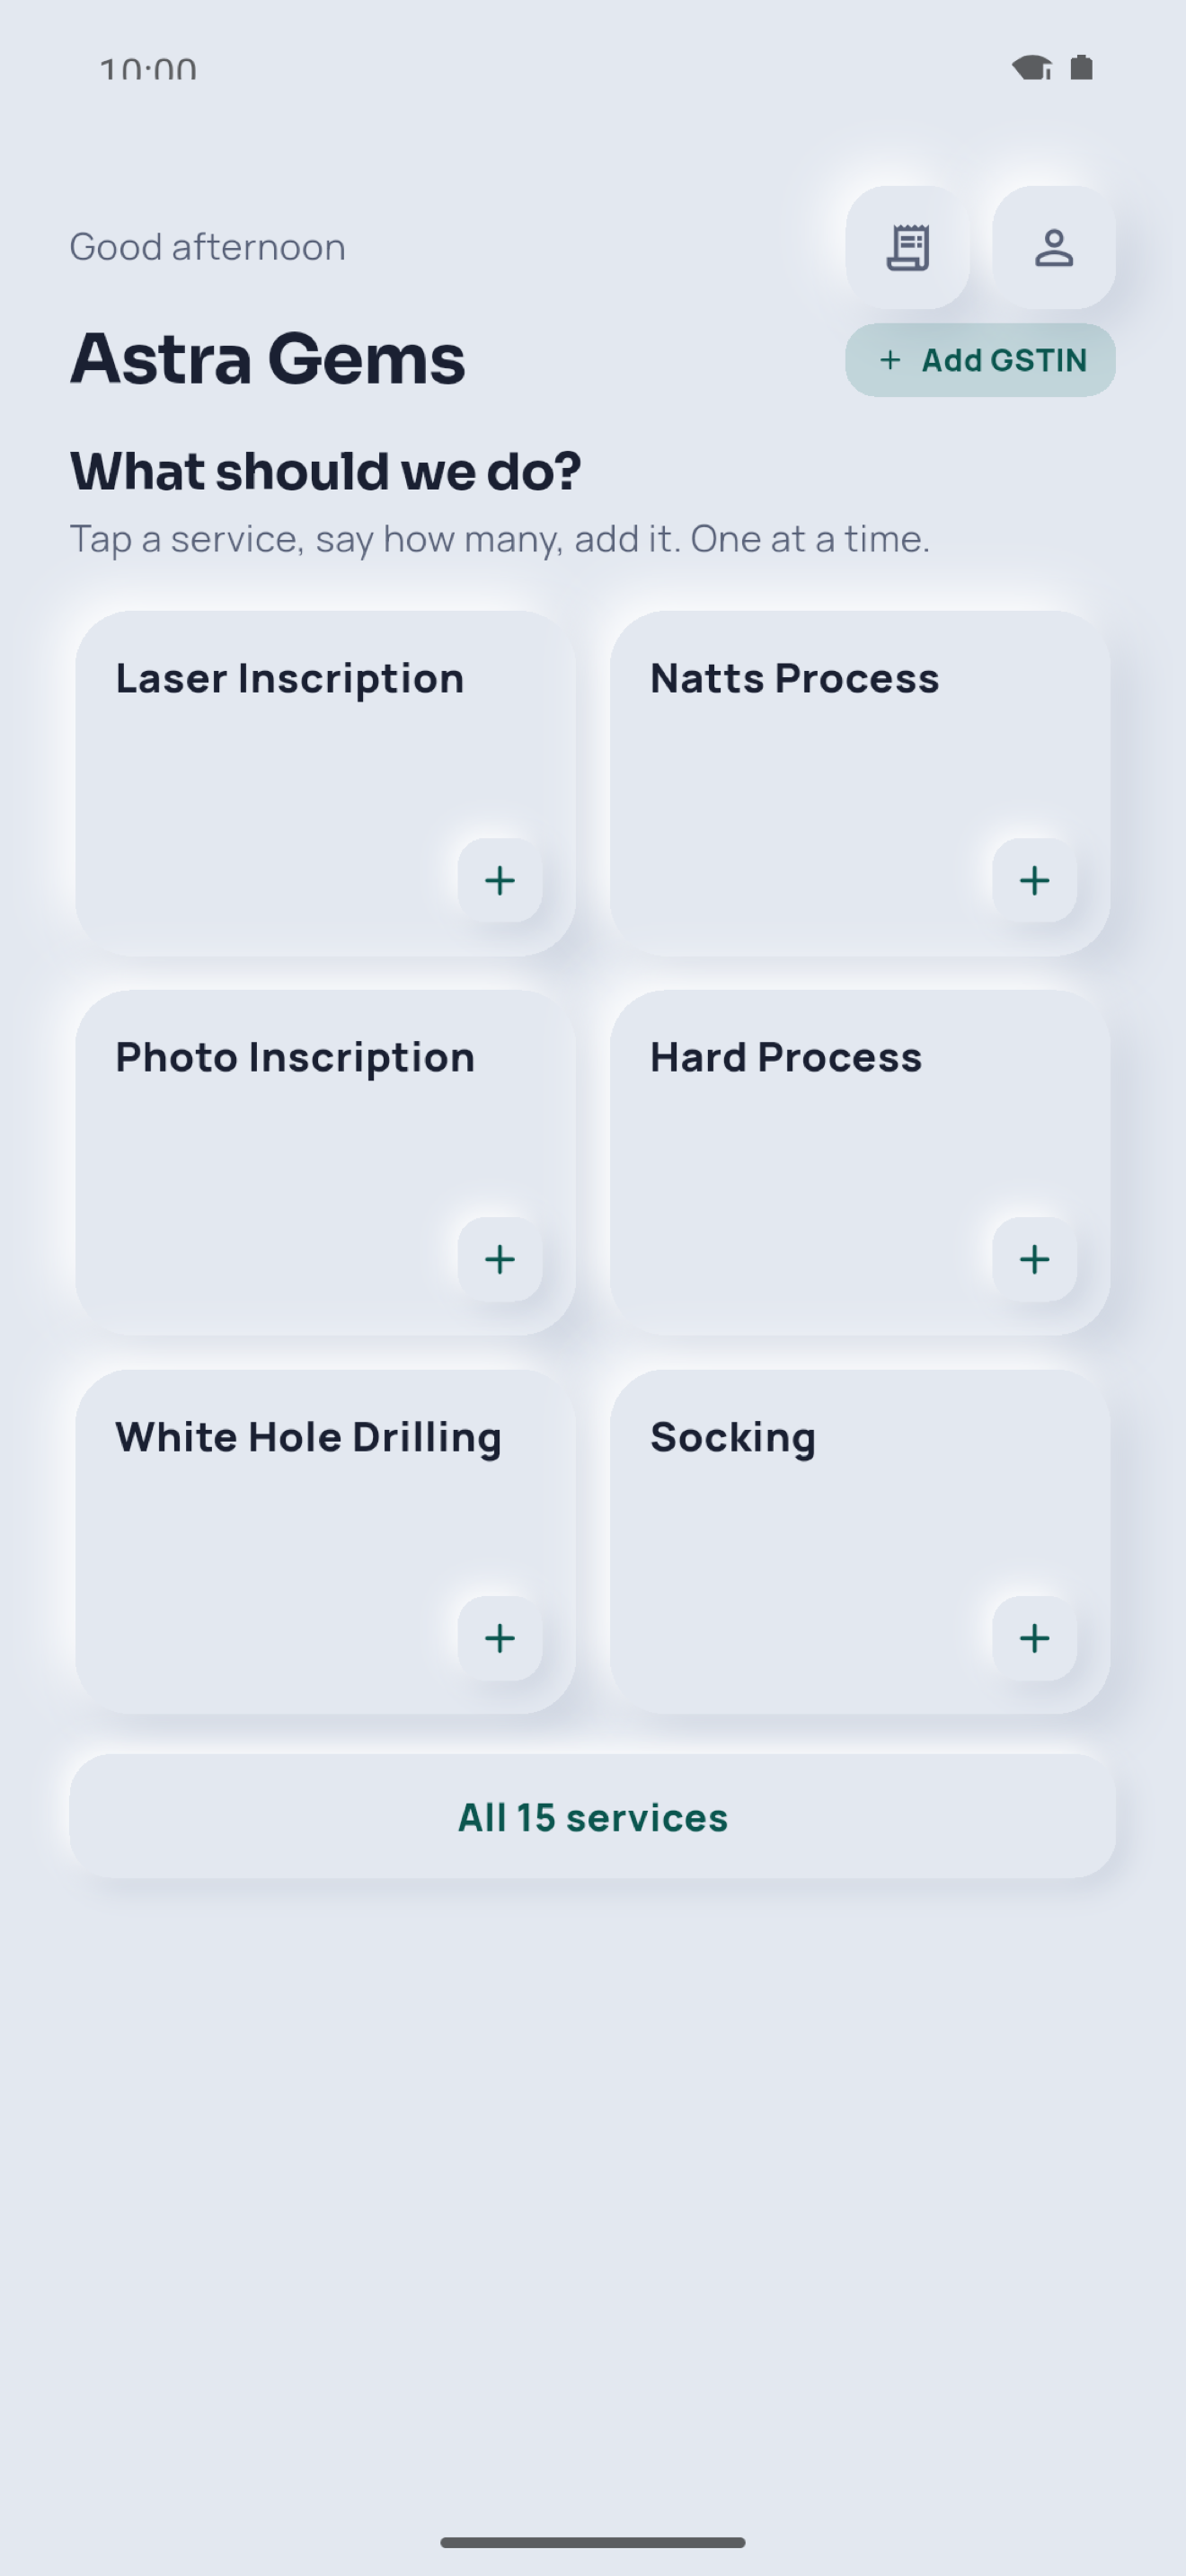 10:00
Good afternoon
Astra Gems
+ Add GSTIN
What should we do?
Tap a service, say how many, add it. One at a time.
Laser Inscription
Natts Process
Photo Inscription
Hard Process
White Hole Drilling
Socking
All 15 services